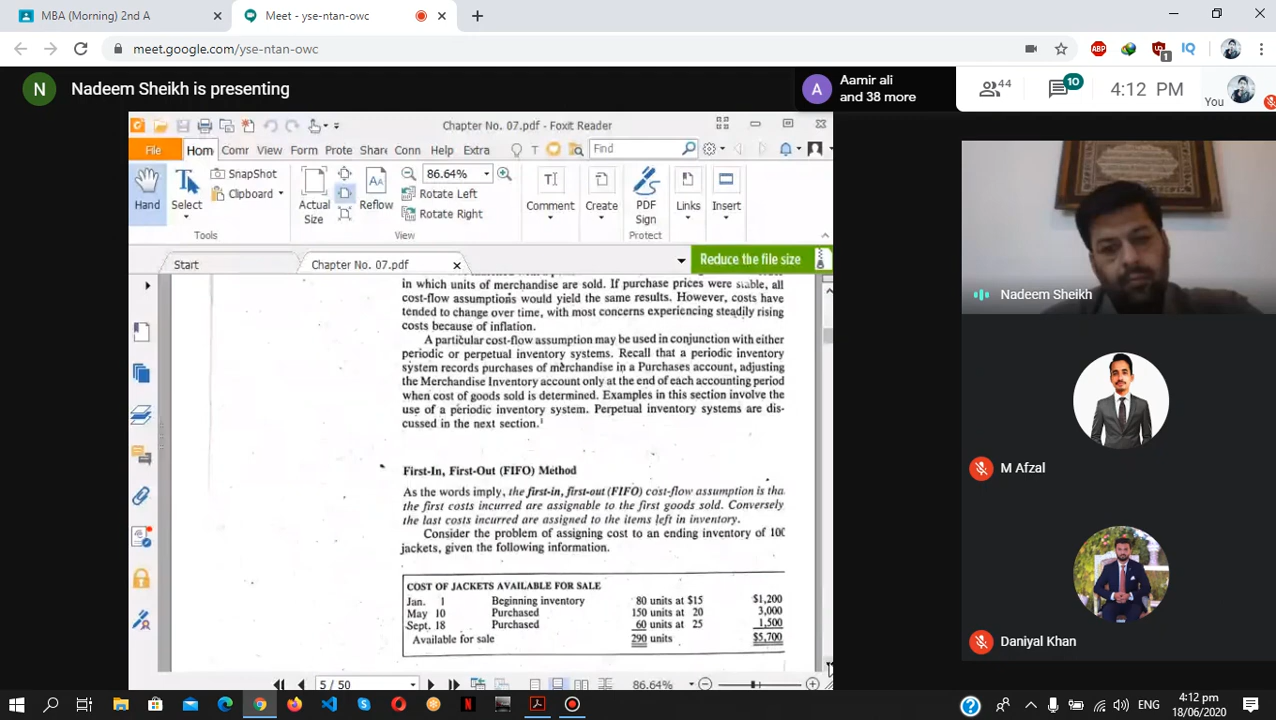 MBA (Morning) 2nd A
Meet - yse-ntan-owc
meet.google.com/yse-ntan-owc
ABP
1
IQ
N
Nadeem Sheikh is presenting
A
Aamir ali
and 38 more
44
10
4:12 PM
You
Chapter No. 07.pdf - Foxit Reader
File
Hom
Comr
View
Form
Prote
Share
Conn
Help
Extra
Find
Hand
Select
SnapShot
Clipboard
Tools
Actual
Size
Reflow
86.64%
Rotate Left
Rotate Right
View
Comment
Create
PDF
Sign
Protect
Links
Insert
Start
Chapter No. 07.pdf
Reduce the file size
in which units of merchandise are sold. If purchase prices were stable, all
cost-flow assumptions would yield the same results. However, costs have
tended to change over time, with most concerns experiencing steadily rising
costs because of inflation.
A particular cost-flow assumption may be used in conjunction with either
periodic or perpetual inventory systems. Recall that a periodic inventory
system records purchases of merchandise in a Purchases account, adjusting
the Merchandise Inventory account only at the end of each accounting period
when cost of goods sold is determined. Examples in this section involve the
use of a periodic inventory system. Perpetual inventory systems are dis-
cussed in the next section.1
First-In, First-Out (FIFO) Method
As the words imply, the first-in, first-out (FIFO) cost-flow assumption is tha
the first costs incurred are assignable to the first goods sold. Conversely
the last costs incurred are assigned to the items left in inventory.
Consider the problem of assigning cost to an ending inventory of 100
jackets, given the following information.
COST OF JACKETS AVAILABLE FOR SALE
Jan. 1 Beginning inventory 80 units at $15 $1,200
May 10 Purchased 150 units at 20 3,000
Sept. 18 Purchased 60 units at 25 1,500
Available for sale 290 units $5,700
5 / 50
86.64%
Nadeem Sheikh
M Afzal
Daniyal Khan
ENG
4:12 pm
18/06/2020